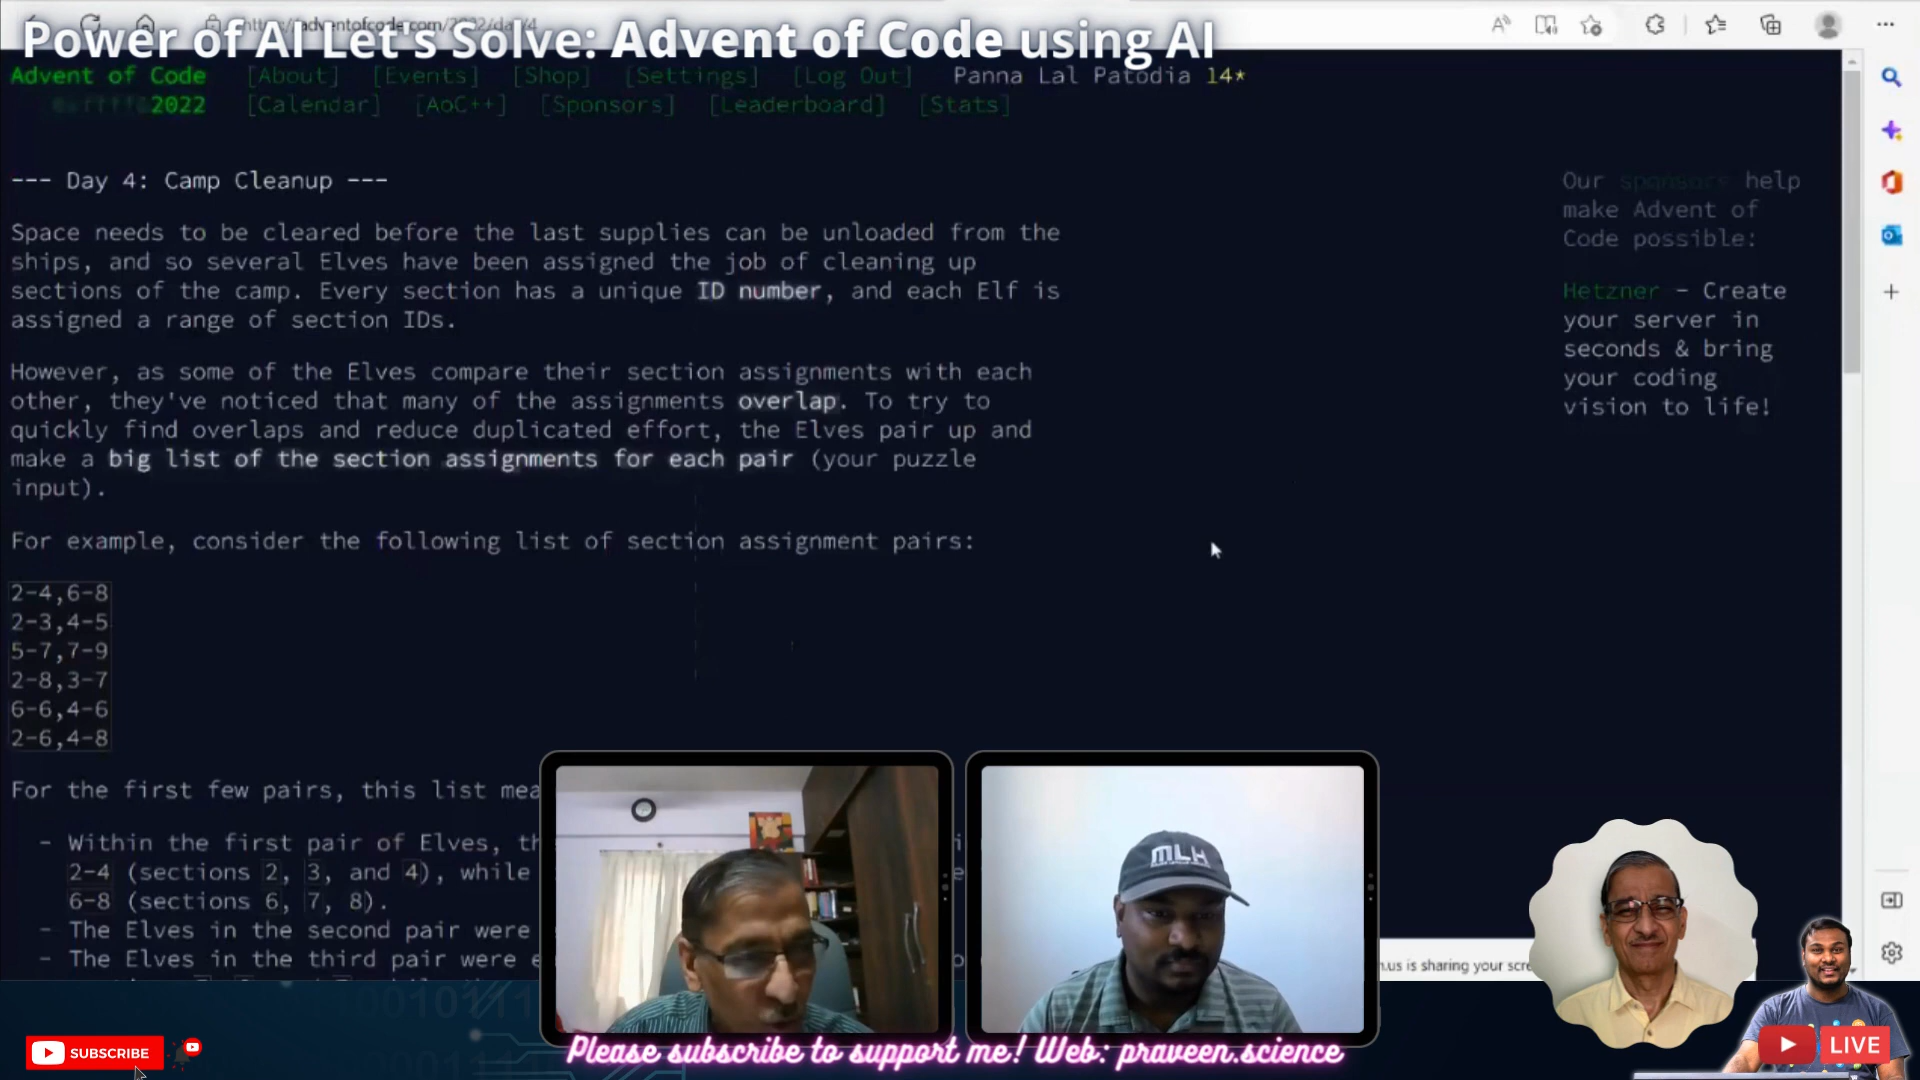 Power of AI Let's Solve: Advent of Code using AI
Advent of Code [About] [Events] [Shop] [Settings] [Log Out] Panna Lal Patodia 14*
2022 [Calendar] [AoC++] [Sponsors] [Leaderboard] [Stats]
--- Day 4: Camp Cleanup ---
Space needs to be cleared before the last supplies can be unloaded from the
ships, and so several Elves have been assigned the job of cleaning up
sections of the camp. Every section has a unique ID number, and each Elf is
assigned a range of section IDs.
However, as some of the Elves compare their section assignments with each
other, they've noticed that many of the assignments overlap. To try to
quickly find overlaps and reduce duplicated effort, the Elves pair up and
make a big list of the section assignments for each pair (your puzzle
input).
For example, consider the following list of section assignment pairs:
2-4,6-8
2-3,4-5
5-7,7-9
2-8,3-7
6-6,4-6
2-6,4-8
For the first few pairs, this list mea
- Within the first pair of Elves, th
2-4 (sections 2, 3, and 4), while
6-8 (sections 6, 7, 8).
- The Elves in the second pair were
- The Elves in the third pair were e
Our sponsors help
make Advent of
Code possible:
Hetzner - Create
your server in
seconds & bring
your coding
vision to life!
MLH
is sharing your scre
SUBSCRIBE
Please subscribe to support me! Web: praveen.science
LIVE